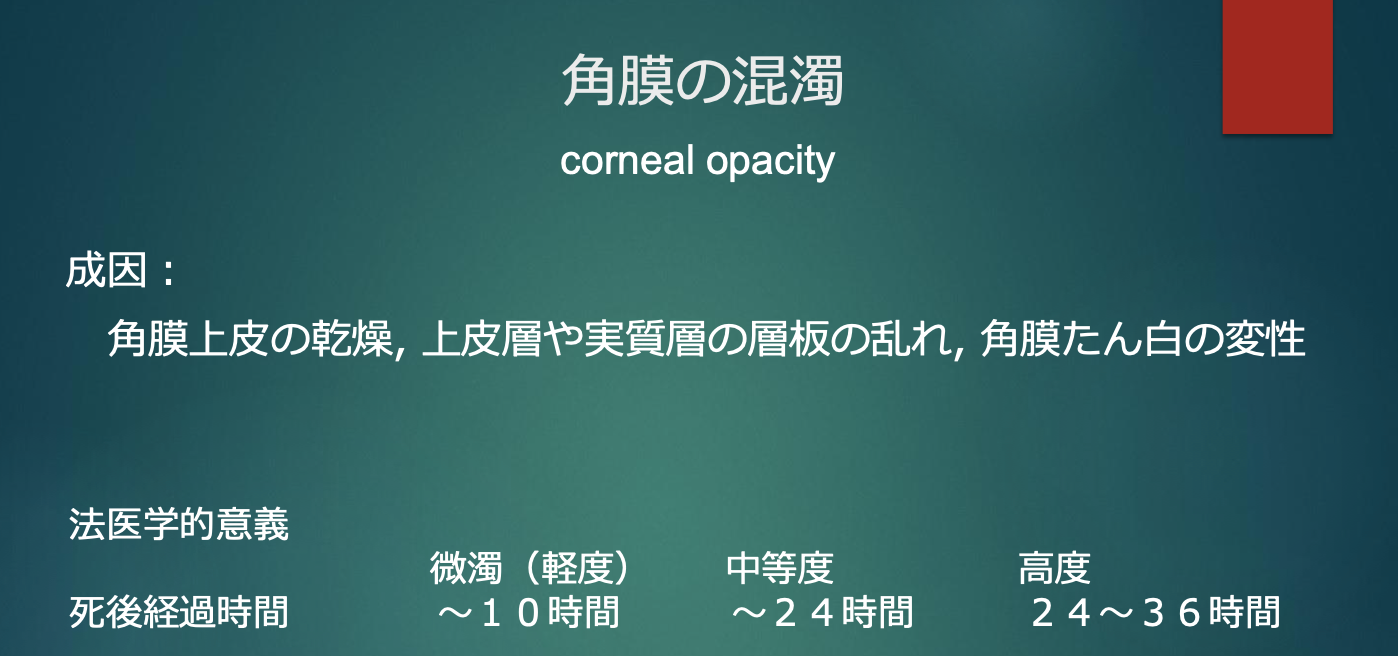 角膜の混濁
corneal opacity
成因：
角膜上皮の乾燥, 上皮層や実質層の層板の乱れ, 角膜たん白の変性
法医学的意義
微濁（軽度） 中等度 高度
死後経過時間 ～１０時間 ～２４時間 ２４～３６時間